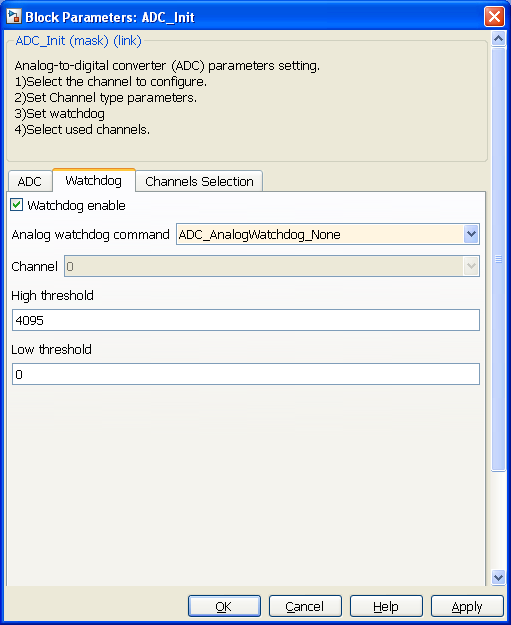 Block Parameters: ADC_Init
ADC_Init (mask) (link)
Analog-to-digital converter (ADC) parameters setting.
1)Select the channel to configure.
2)Set Channel type parameters.
3)Set watchdog
4)Select used channels.
ADC Watchdog Channels Selection
Watchdog enable
Analog watchdog command ADC_AnalogWatchdog_None
Channel 0
High threshold
4095
Low threshold
0
OK Cancel Help Apply